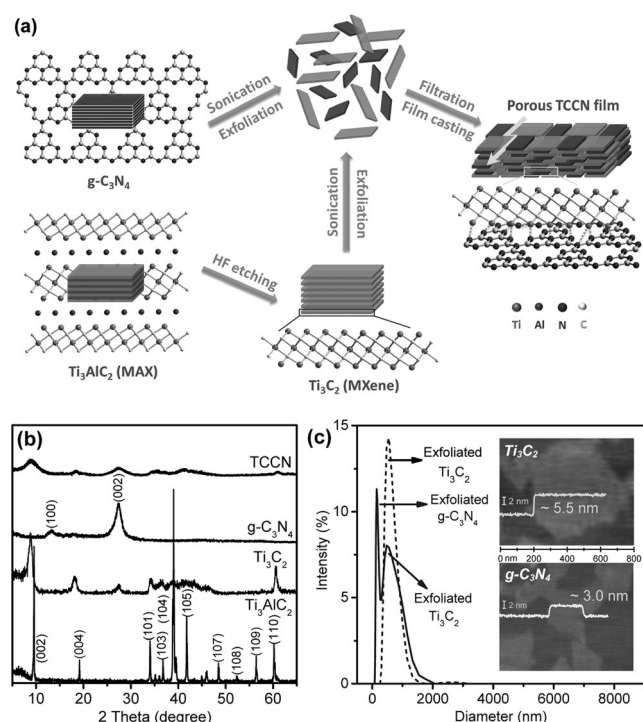 (a)
Sonication
Exfoliation
Filtration
Film casting
Porous TCCN film
g-C3N4
Sonication
Exfoliation
HF etching
Ti3AlC2 (MAX)
Ti3C2 (MXene)
Ti Al N C
(b)
TCCN
(002)
(100)
g-C3N4
Ti3C2
Ti3AlC2
(002)
(004)
(101)
(103)
(104)
(105)
(107)
(108)
(109)
(110)
10 20 30 40 50 60
2 Theta (degree)
(c)
15
10
5
0
Intensity (%)
Exfoliated
Ti3C2
Exfoliated
g-C3N4
Exfoliated
Ti3C2
Ti3C2
2 nm
~ 5.5 nm
0 nm 200 400 600 800
g-C3N4
2 nm
~ 3.0 nm
0 2000 4000 6000 8000
Diameter (nm)